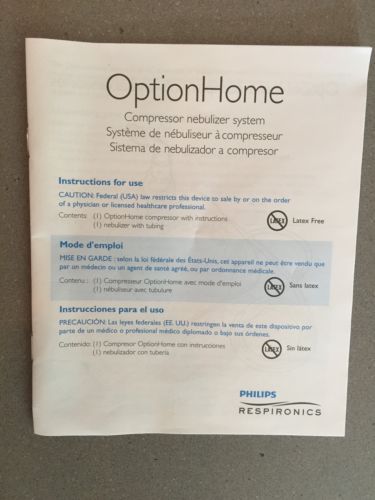 OptionHome
Compressor nebulizer system
Système de nébuliseur à compresseur
Sistema de nebulizador a compresor
Instructions for use
CAUTION: Federal (USA) law restricts this device to sale by or on the order
of a physician or licensed healthcare professional.
Contents: (1) OptionHome compressor with instructions
(1) nebulizer with tubing
LATEX Latex Free
Mode d'emploi
MISE EN GARDE : selon la loi fédérale des États-Unis, cet appareil ne peut être vendu que
par un médecin ou un agent de santé agréé, ou par ordonnance médicale.
Contenu : (1) Compresseur OptionHome avec mode d'emploi
(1) nébuliseur avec tubulure
LATEX Sans latex
Instrucciones para el uso
PRECAUCIÓN: Las leyes federales (EE. UU.) restringen la venta de este dispositivo por
parte de un médico o profesional médico diplomado o bajo sus órdenes.
Contenido: (1) Compresor OptionHome con instrucciones
(1) nebulizador con tubería
LATEX Sin látex
PHILIPS
RESPIRONICS